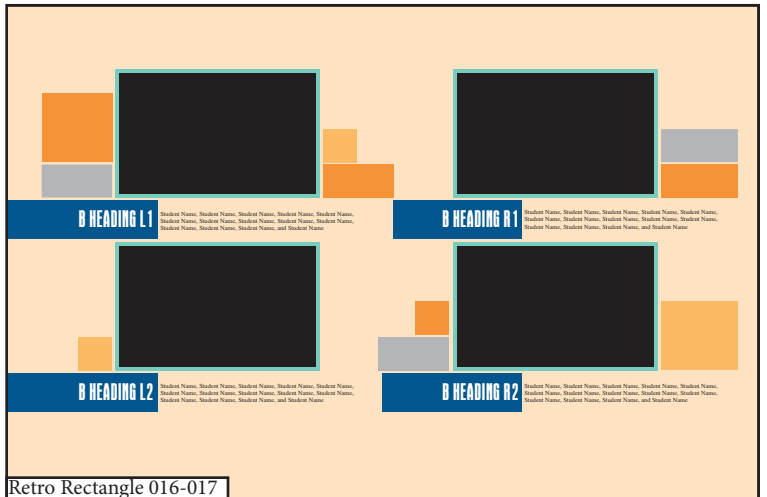 B HEADING L1
Student Name, Student Name, Student Name, Student Name, Student Name,
Student Name, Student Name, Student Name, Student Name, Student Name,
Student Name, Student Name, Student Name, and Student Name
B HEADING R1
Student Name, Student Name, Student Name, Student Name, Student Name,
Student Name, Student Name, Student Name, Student Name, Student Name,
Student Name, Student Name, Student Name, and Student Name
B HEADING L2
Student Name, Student Name, Student Name, Student Name, Student Name,
Student Name, Student Name, Student Name, Student Name, Student Name,
Student Name, Student Name, Student Name, and Student Name
B HEADING R2
Student Name, Student Name, Student Name, Student Name, Student Name,
Student Name, Student Name, Student Name, Student Name, Student Name,
Student Name, Student Name, Student Name, and Student Name
Retro Rectangle 016-017